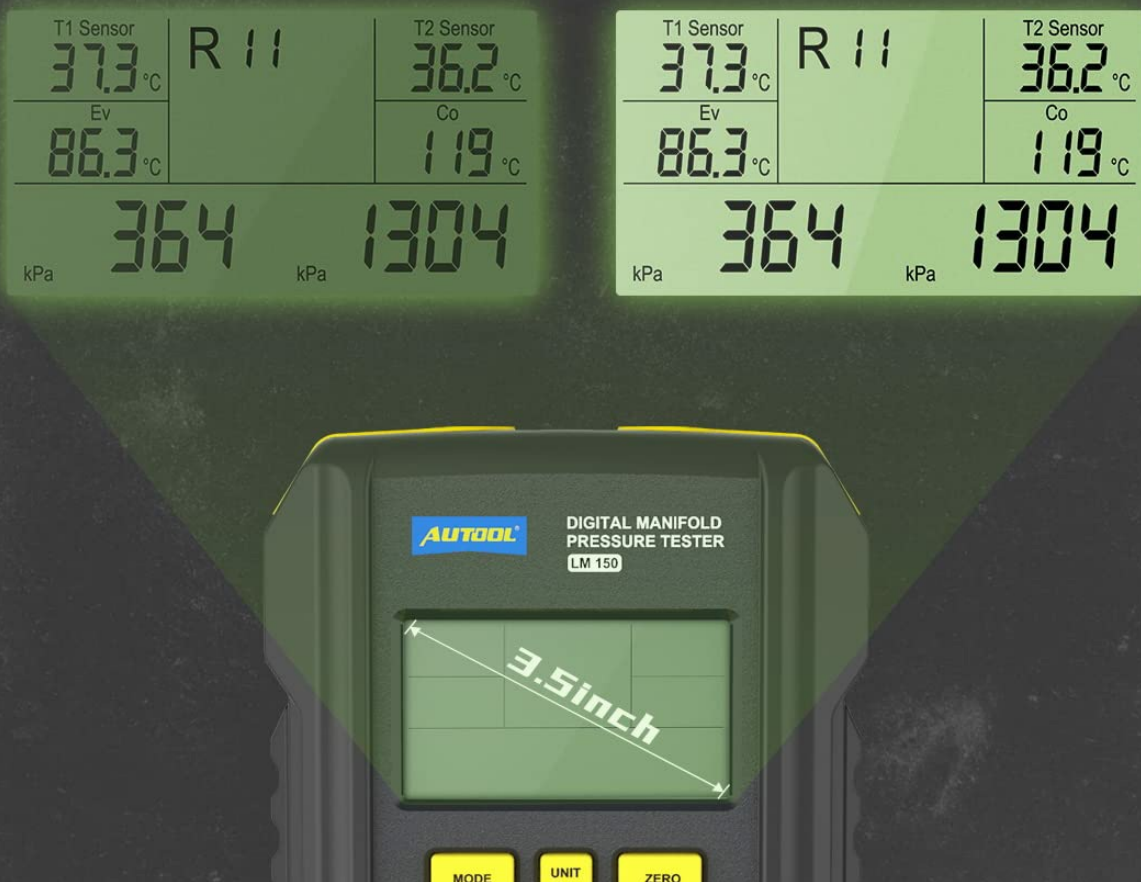 T1 Sensor
37.3 °C
R 11
T2 Sensor
36.2 °C
Ev
86.3 °C
Co
119 °C
kPa 364
kPa 1304
T1 Sensor
37.3 °C
R 11
T2 Sensor
36.2 °C
Ev
86.3 °C
Co
119 °C
kPa 364
kPa 1304
AUTOOL®
DIGITAL MANIFOLD
PRESSURE TESTER
LM 150
3.5inch
MODE
UNIT
ZERO